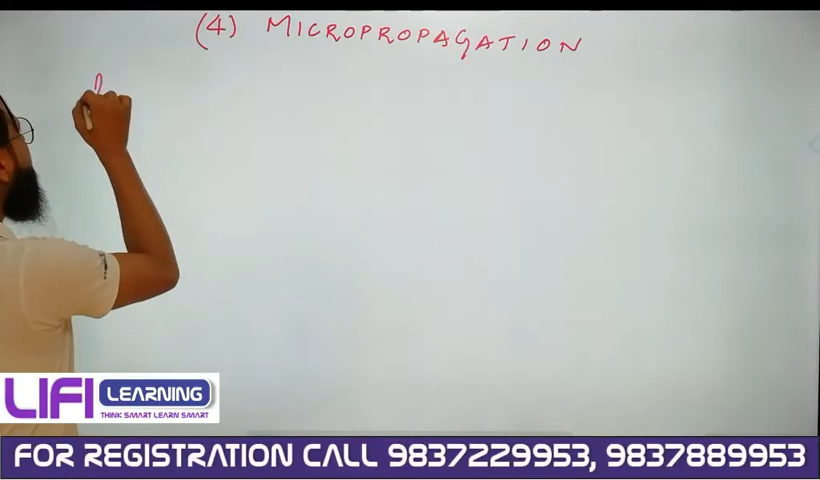 (4) MICROPROPAGATION
LIFI LEARNING
THINK SMART LEARN SMART
FOR REGISTRATION CALL 9837229953, 9837889953